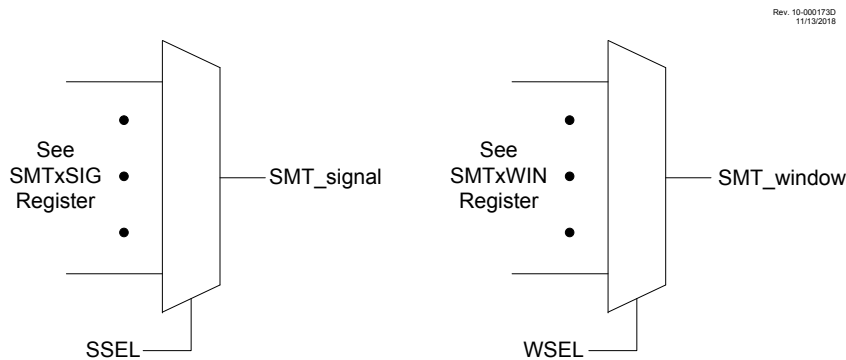 Rev. 10-000173D
11/13/2018
See
SMTxSIG
Register
SMT_signal
SSEL
See
SMTxWIN
Register
SMT_window
WSEL